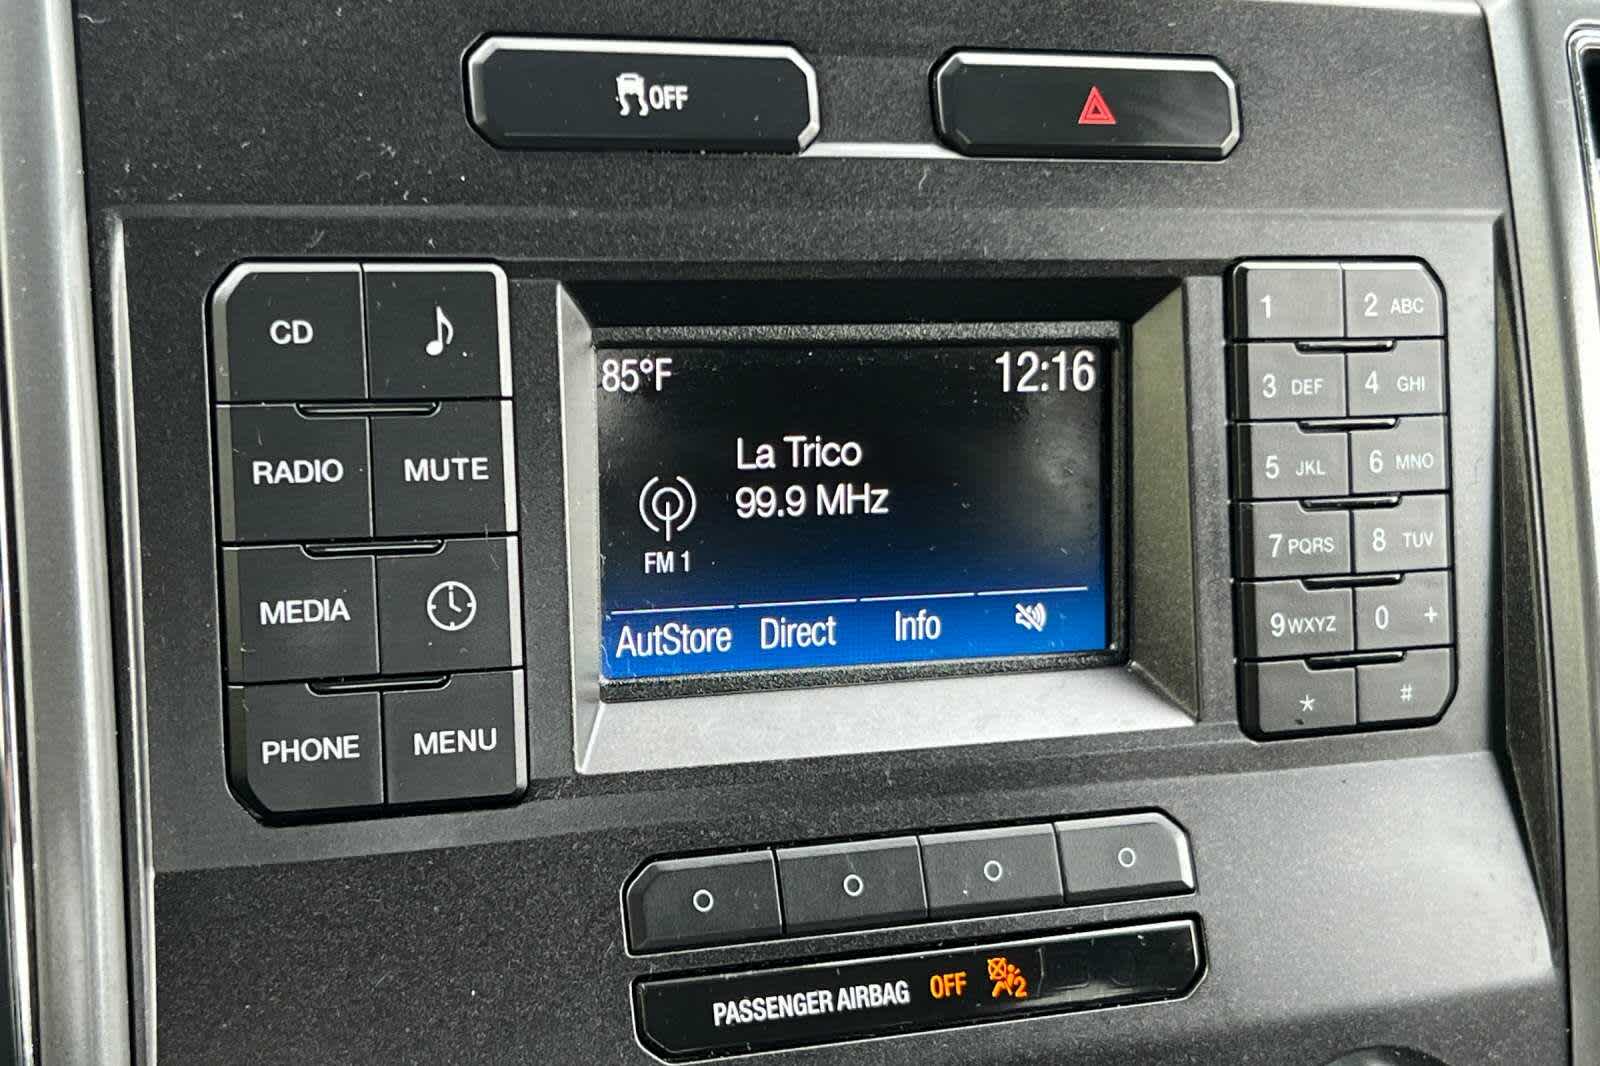 OFF
CD
RADIO MUTE
MEDIA
PHONE MENU
85°F 12:16
La Trico
99.9 MHz
FM 1
AutStore Direct Info
1 2 ABC
3 DEF 4 GHI
5 JKL 6 MNO
7 PQRS 8 TUV
9 WXYZ 0 +
* #
PASSENGER AIRBAG OFF 2